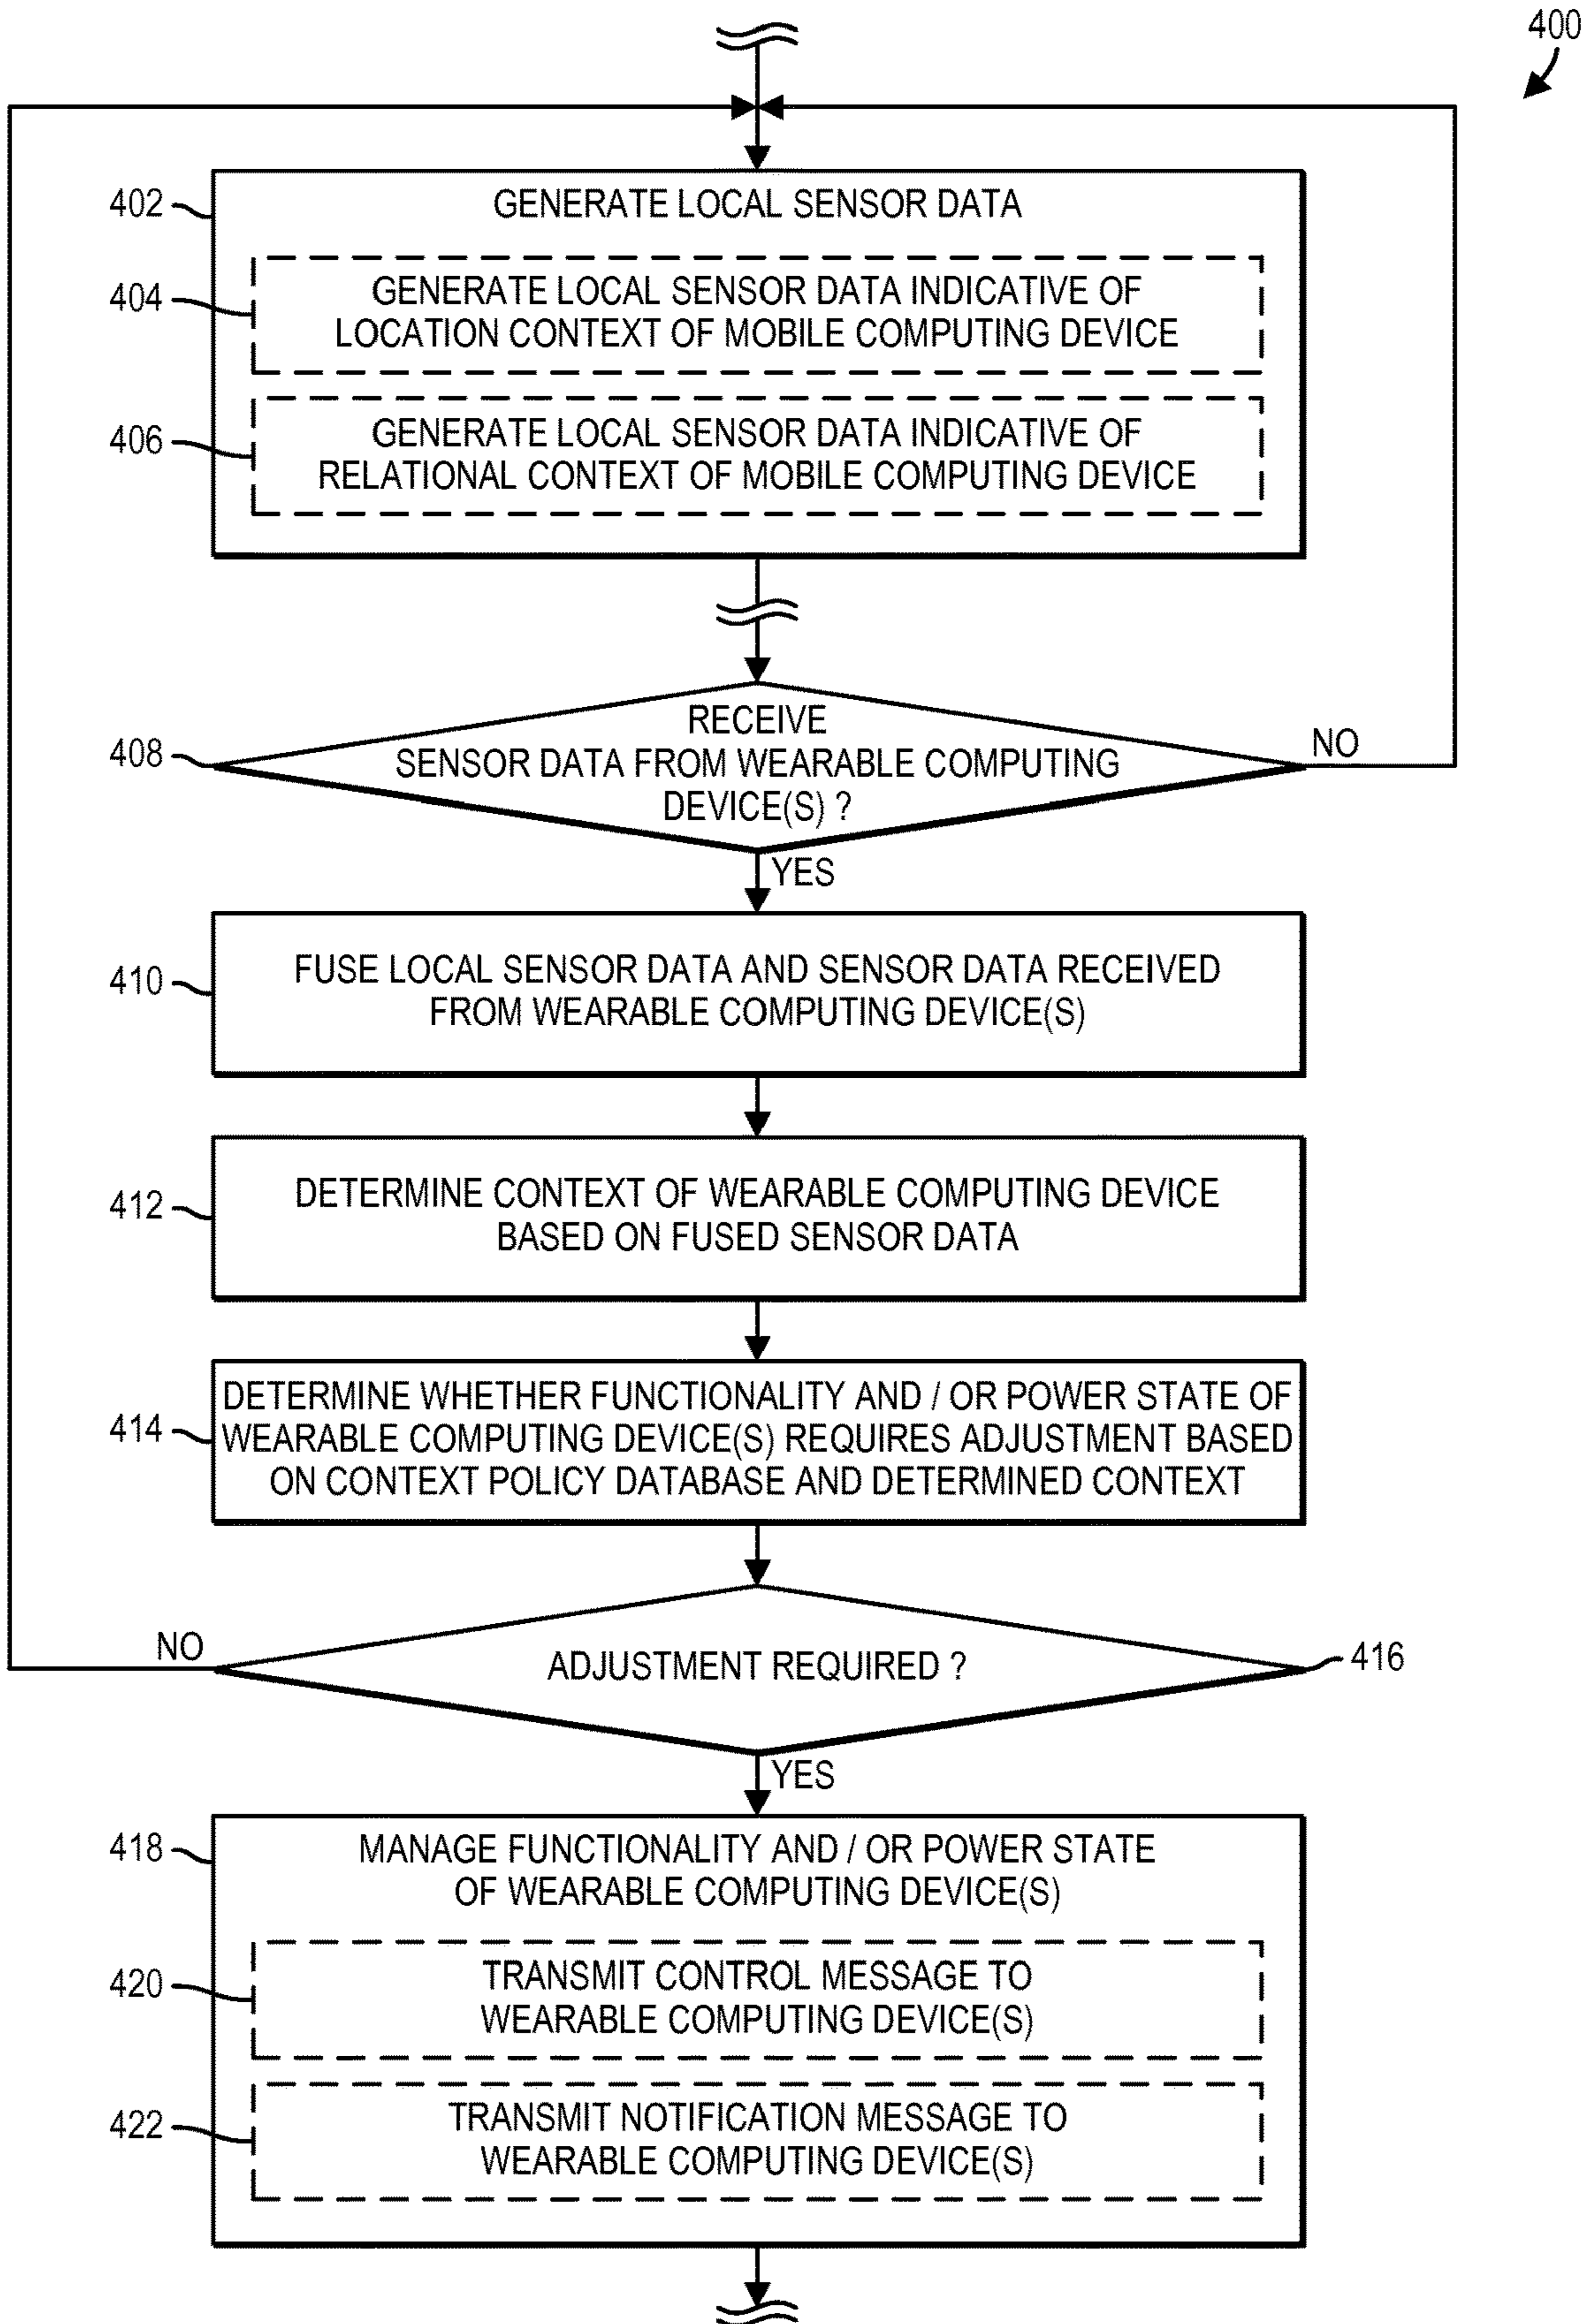 400
402
GENERATE LOCAL SENSOR DATA
404
GENERATE LOCAL SENSOR DATA INDICATIVE OF
LOCATION CONTEXT OF MOBILE COMPUTING DEVICE
406
GENERATE LOCAL SENSOR DATA INDICATIVE OF
RELATIONAL CONTEXT OF MOBILE COMPUTING DEVICE
408
RECEIVE
SENSOR DATA FROM WEARABLE COMPUTING
DEVICE(S) ?
NO
YES
410
FUSE LOCAL SENSOR DATA AND SENSOR DATA RECEIVED
FROM WEARABLE COMPUTING DEVICE(S)
412
DETERMINE CONTEXT OF WEARABLE COMPUTING DEVICE
BASED ON FUSED SENSOR DATA
414
DETERMINE WHETHER FUNCTIONALITY AND / OR POWER STATE OF
WEARABLE COMPUTING DEVICE(S) REQUIRES ADJUSTMENT BASED
ON CONTEXT POLICY DATABASE AND DETERMINED CONTEXT
NO
ADJUSTMENT REQUIRED ?
416
YES
418
MANAGE FUNCTIONALITY AND / OR POWER STATE
OF WEARABLE COMPUTING DEVICE(S)
420
TRANSMIT CONTROL MESSAGE TO
WEARABLE COMPUTING DEVICE(S)
422
TRANSMIT NOTIFICATION MESSAGE TO
WEARABLE COMPUTING DEVICE(S)